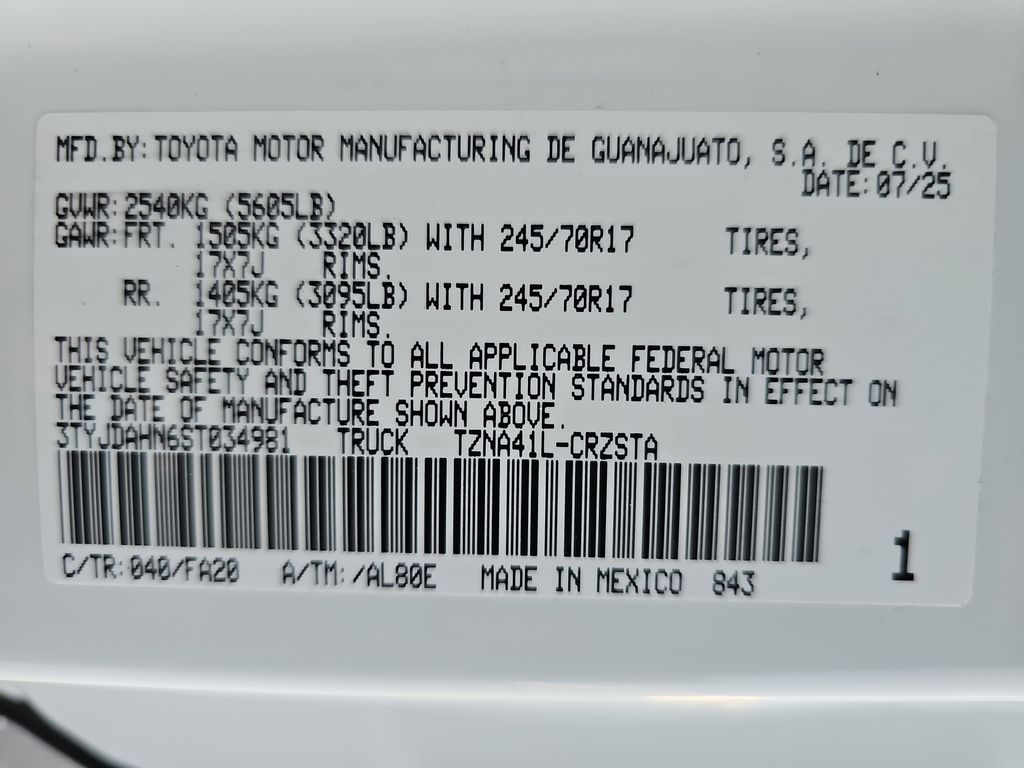 MFD.BY:TOYOTA MOTOR MANUFACTURING DE GUANAJUATO, S.A. DE C.V.
DATE:07/25
GVWR:2540KG (5605LB)
GAWR:FRT. 1505KG (3320LB) WITH 245/70R17 TIRES,
17X7J RIMS.
RR. 1405KG (3095LB) WITH 245/70R17 TIRES,
17X7J RIMS.
THIS VEHICLE CONFORMS TO ALL APPLICABLE FEDERAL MOTOR
VEHICLE SAFETY AND THEFT PREVENTION STANDARDS IN EFFECT ON
THE DATE OF MANUFACTURE SHOWN ABOVE.
3TYJDAHN6ST034981 TRUCK TZNA41L-CRZSTA
C/TR:040/FA20 A/TM:/AL80E MADE IN MEXICO 843
1